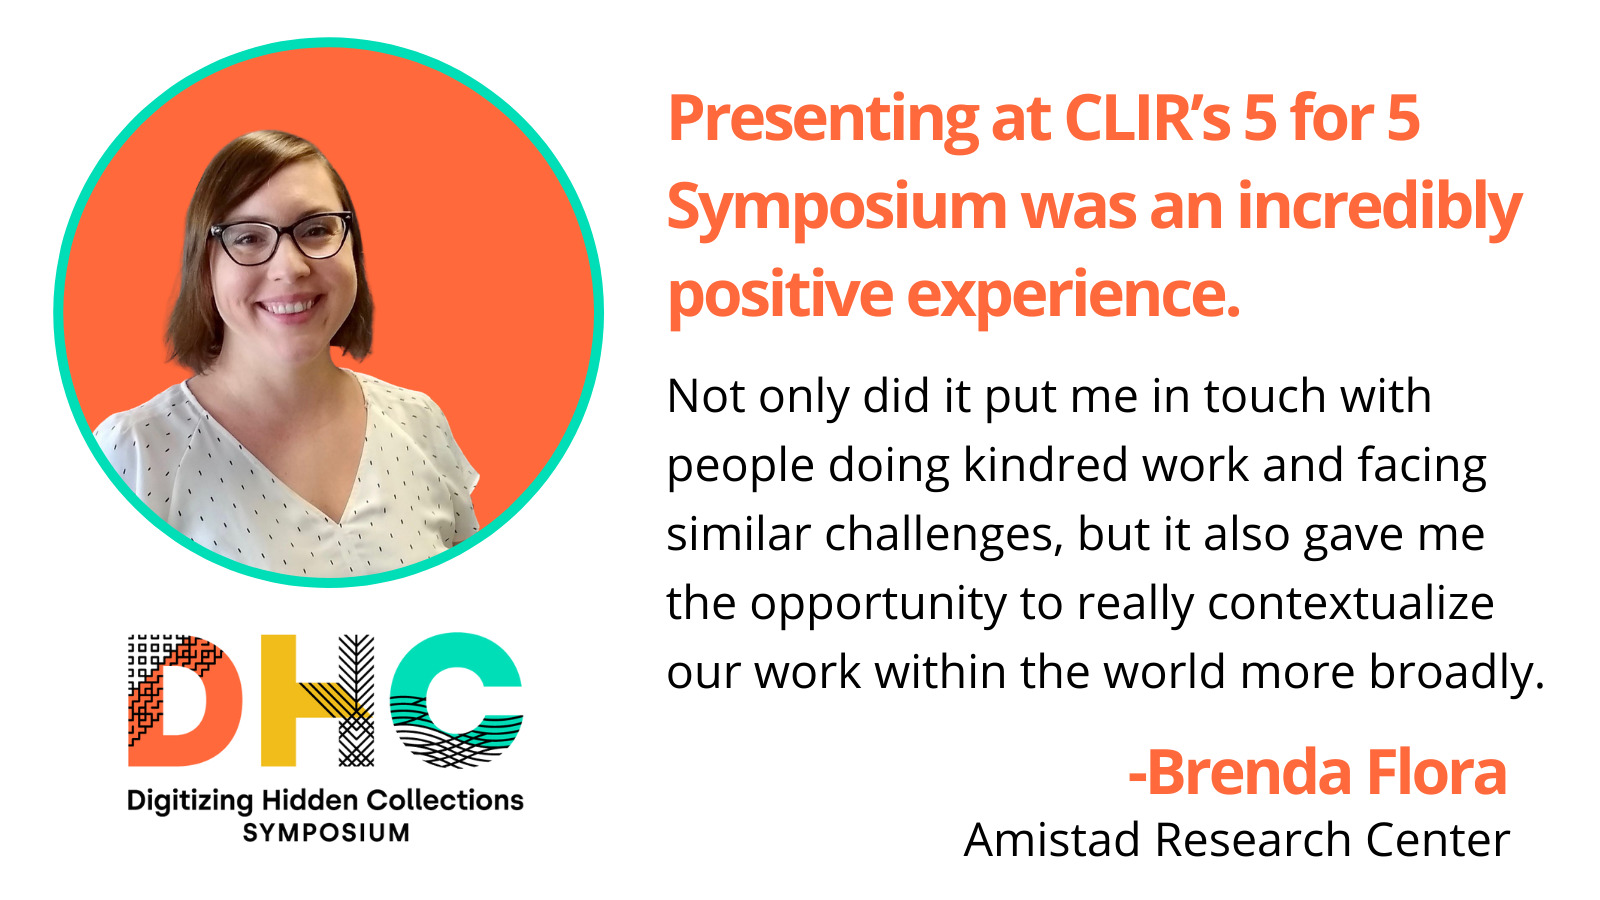 Presenting at CLIR’s 5 for 5
Symposium was an incredibly
positive experience.
Not only did it put me in touch with
people doing kindred work and facing
similar challenges, but it also gave me
the opportunity to really contextualize
our work within the world more broadly.
-Brenda Flora
Amistad Research Center
DHC
Digitizing Hidden Collections
SYMPOSIUM